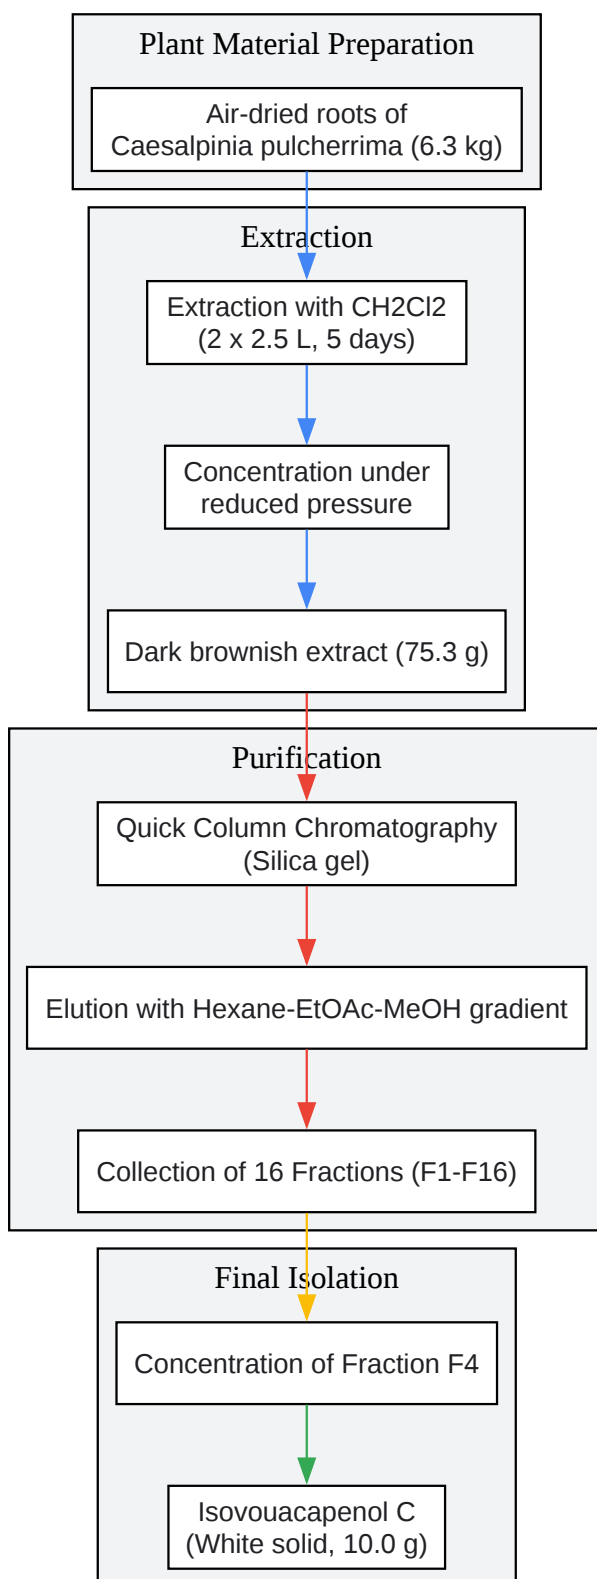 Plant Material Preparation
Air-dried roots of
Caesalpinia pulcherrima (6.3 kg)
Extraction
Extraction with CH2Cl2
(2 x 2.5 L, 5 days)
Concentration under
reduced pressure
Dark brownish extract (75.3 g)
Purification
Quick Column Chromatography
(Silica gel)
Elution with Hexane-EtOAc-MeOH gradient
Collection of 16 Fractions (F1-F16)
Final Isolation
Concentration of Fraction F4
Isovouacapenol C
(White solid, 10.0 g)